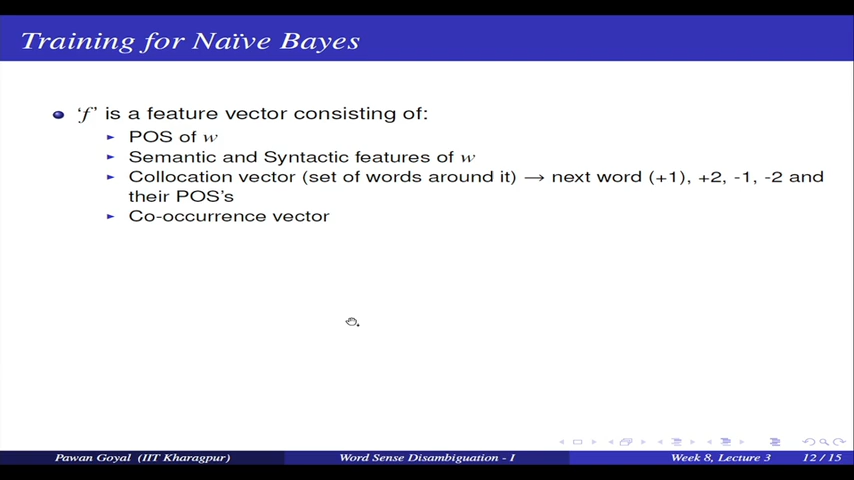 Training for Naïve Bayes
'f' is a feature vector consisting of:
POS of w
Semantic and Syntactic features of w
Collocation vector (set of words around it) → next word (+1), +2, -1, -2 and
their POS's
Co-occurrence vector
Pawan Goyal (IIT Kharagpur) Word Sense Disambiguation - I Week 8, Lecture 3 12 / 15